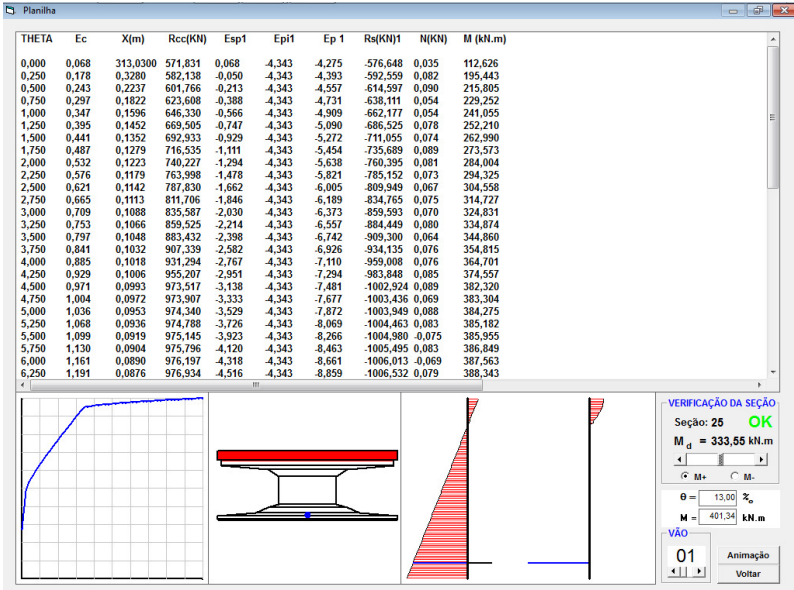 Planilha
THETA Ec X(m) Rcc(KN) Esp1 Epi1 Ep 1 Rs(KN)1 N(KN) M (kN.m)
0,000 0,068 313,0300 571,831 0,068 -4,343 -4,275 -576,648 0,035 112,626
0,250 0,178 0,3280 582,138 -0,050 -4,343 -4,393 -592,559 0,082 195,443
0,500 0,243 0,2237 601,766 -0,213 -4,343 -4,557 -614,597 0,090 215,805
0,750 0,297 0,1822 623,608 -0,388 -4,343 -4,731 -638,111 0,054 229,252
1,000 0,347 0,1596 646,330 -0,566 -4,343 -4,909 -662,177 0,054 241,055
1,250 0,395 0,1452 669,505 -0,747 -4,343 -5,090 -686,525 0,078 252,210
1,500 0,441 0,1352 692,933 -0,929 -4,343 -5,272 -711,055 0,074 262,990
1,750 0,487 0,1279 716,535 -1,111 -4,343 -5,454 -735,689 0,089 273,573
2,000 0,532 0,1223 740,227 -1,294 -4,343 -5,638 -760,395 0,081 284,004
2,250 0,576 0,1179 763,998 -1,478 -4,343 -5,821 -785,152 0,073 294,325
2,500 0,621 0,1142 787,830 -1,662 -4,343 -6,005 -809,949 0,067 304,558
2,750 0,665 0,1113 811,706 -1,846 -4,343 -6,189 -834,765 0,075 314,727
3,000 0,709 0,1088 835,587 -2,030 -4,343 -6,373 -859,593 0,070 324,831
3,250 0,753 0,1066 859,525 -2,214 -4,343 -6,557 -884,449 0,080 334,874
3,500 0,797 0,1048 883,432 -2,398 -4,343 -6,742 -909,300 0,064 344,860
3,750 0,841 0,1032 907,339 -2,582 -4,343 -6,926 -934,135 0,076 354,815
4,000 0,885 0,1018 931,294 -2,767 -4,343 -7,110 -959,008 0,076 364,701
4,250 0,929 0,1006 955,207 -2,951 -4,343 -7,294 -983,848 0,085 374,557
4,500 0,971 0,0993 973,517 -3,138 -4,343 -7,481 -1002,924 0,089 382,320
4,750 1,004 0,0972 973,907 -3,333 -4,343 -7,677 -1003,436 0,069 383,304
5,000 1,036 0,0953 974,340 -3,529 -4,343 -7,872 -1003,949 0,088 384,275
5,250 1,068 0,0936 974,788 -3,726 -4,343 -8,069 -1004,463 0,083 385,182
5,500 1,099 0,0919 975,145 -3,923 -4,343 -8,266 -1004,980 -0,075 385,955
5,750 1,130 0,0904 975,796 -4,120 -4,343 -8,463 -1005,495 0,083 386,849
6,000 1,161 0,0890 976,197 -4,318 -4,343 -8,661 -1006,013 -0,069 387,563
6,250 1,191 0,0876 976,934 -4,516 -4,343 -8,859 -1006,532 0,079 388,343
VERIFICAÇÃO DA SEÇÃO
Seção: 25 OK
M d = 333,55 kN.m
M+ M-
θ = 13,00 %o
M = 401,34 kN.m
VÃO
01
Animação
Voltar